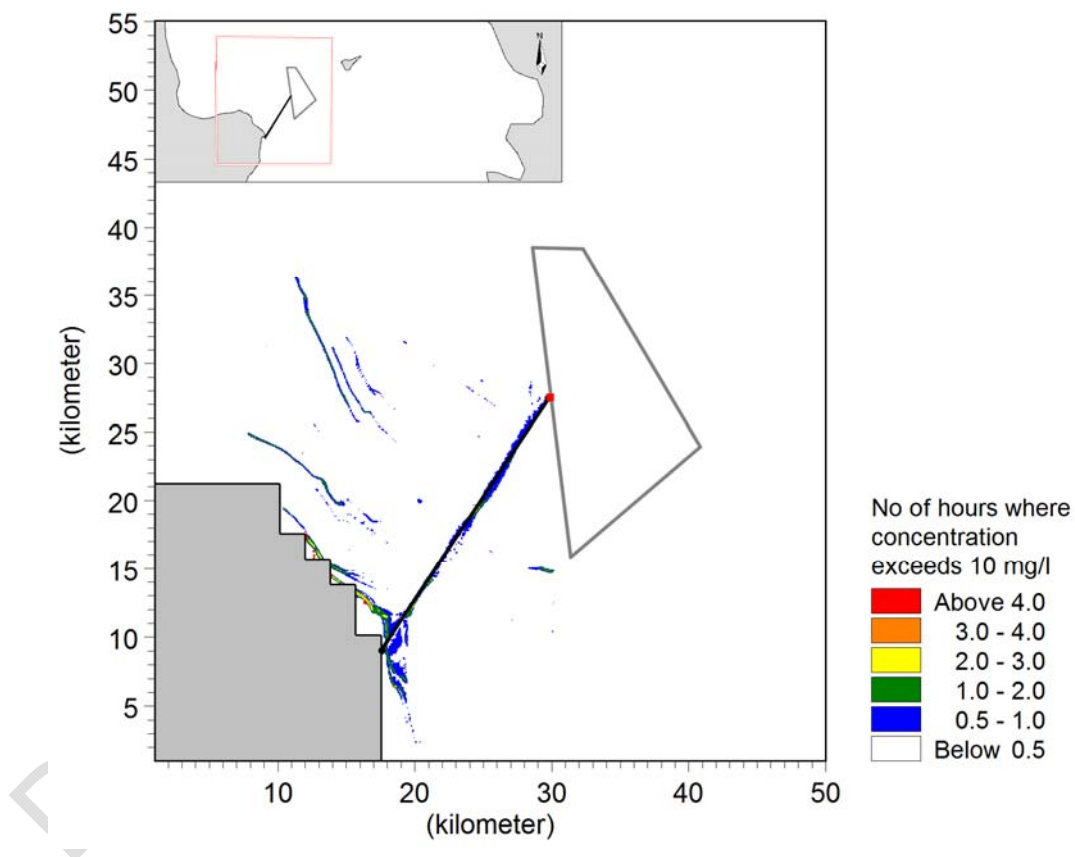 55
50
45
40
35
30
25
20
15
10
5
(kilometer)
N
10
20
30
40
50
(kilometer)
No of hours where
concentration
exceeds 10 mg/l
Above 4.0
3.0 - 4.0
2.0 - 3.0
1.0 - 2.0
0.5 - 1.0
Below 0.5